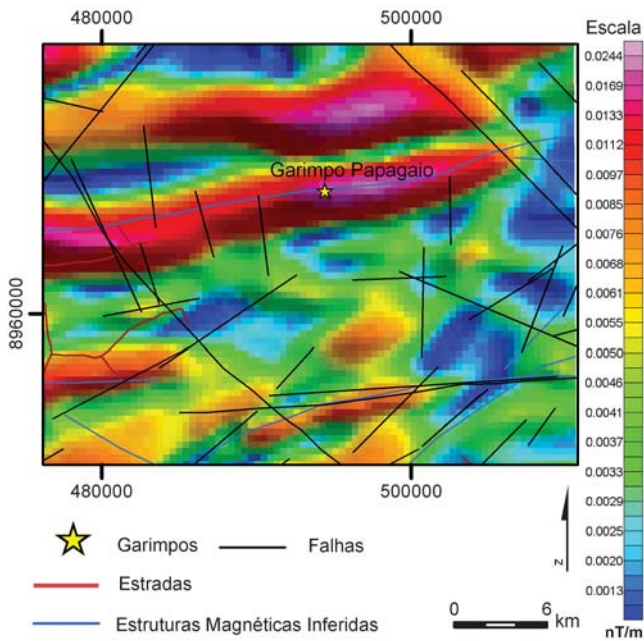 480000
500000
Escala
0.0244
0.0169
0.0133
0.0112
0.0097
0.0085
0.0076
0.0068
0.0061
0.0055
0.0050
0.0046
0.0041
0.0037
0.0033
0.0029
0.0025
0.0020
0.0013
nT/m
Garimpo Papagaio
8960000
480000
500000
Garimpos
Falhas
Estradas
Estruturas Magnéticas Inferidas
N
0 6
km